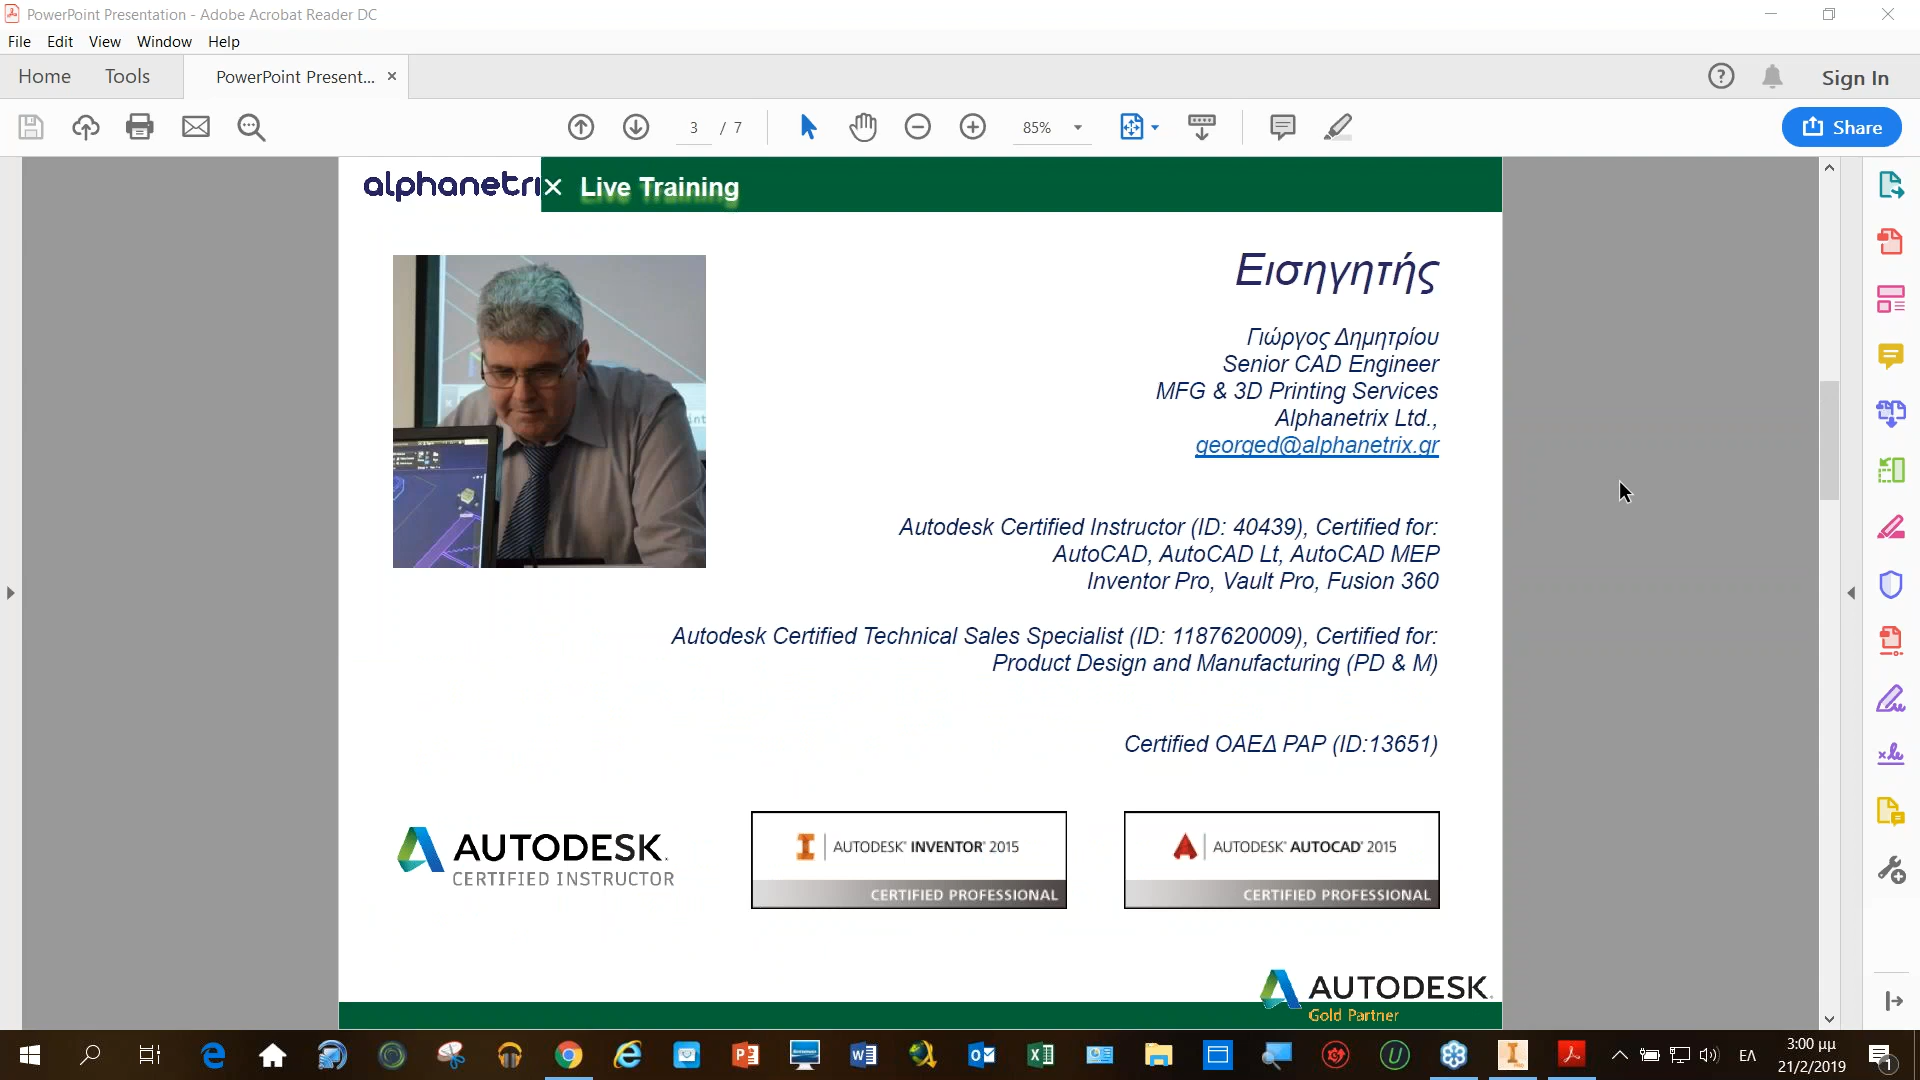 PowerPoint Presentation - Adobe Acrobat Reader DC
File Edit View Window Help
Home Tools PowerPoint Present... Sign In
3 / 7 85% Share
alphanetrix Live Training
Εισηγητής
Γιώργος Δημητρίου
Senior CAD Engineer
MFG & 3D Printing Services
Alphanetrix Ltd.,
georged@alphanetrix.gr
Autodesk Certified Instructor (ID: 40439), Certified for:
AutoCAD, AutoCAD Lt, AutoCAD MEP
Inventor Pro, Vault Pro, Fusion 360
Autodesk Certified Technical Sales Specialist (ID: 1187620009), Certified for:
Product Design and Manufacturing (PD & M)
Certified ΟΑΕΔ PAP (ID:13651)
AUTODESK.
CERTIFIED INSTRUCTOR
AUTODESK® INVENTOR® 2015
CERTIFIED PROFESSIONAL
AUTODESK® AUTOCAD® 2015
CERTIFIED PROFESSIONAL
AUTODESK.
Gold Partner
ΕΛ
3:00 μμ
21/2/2019
1